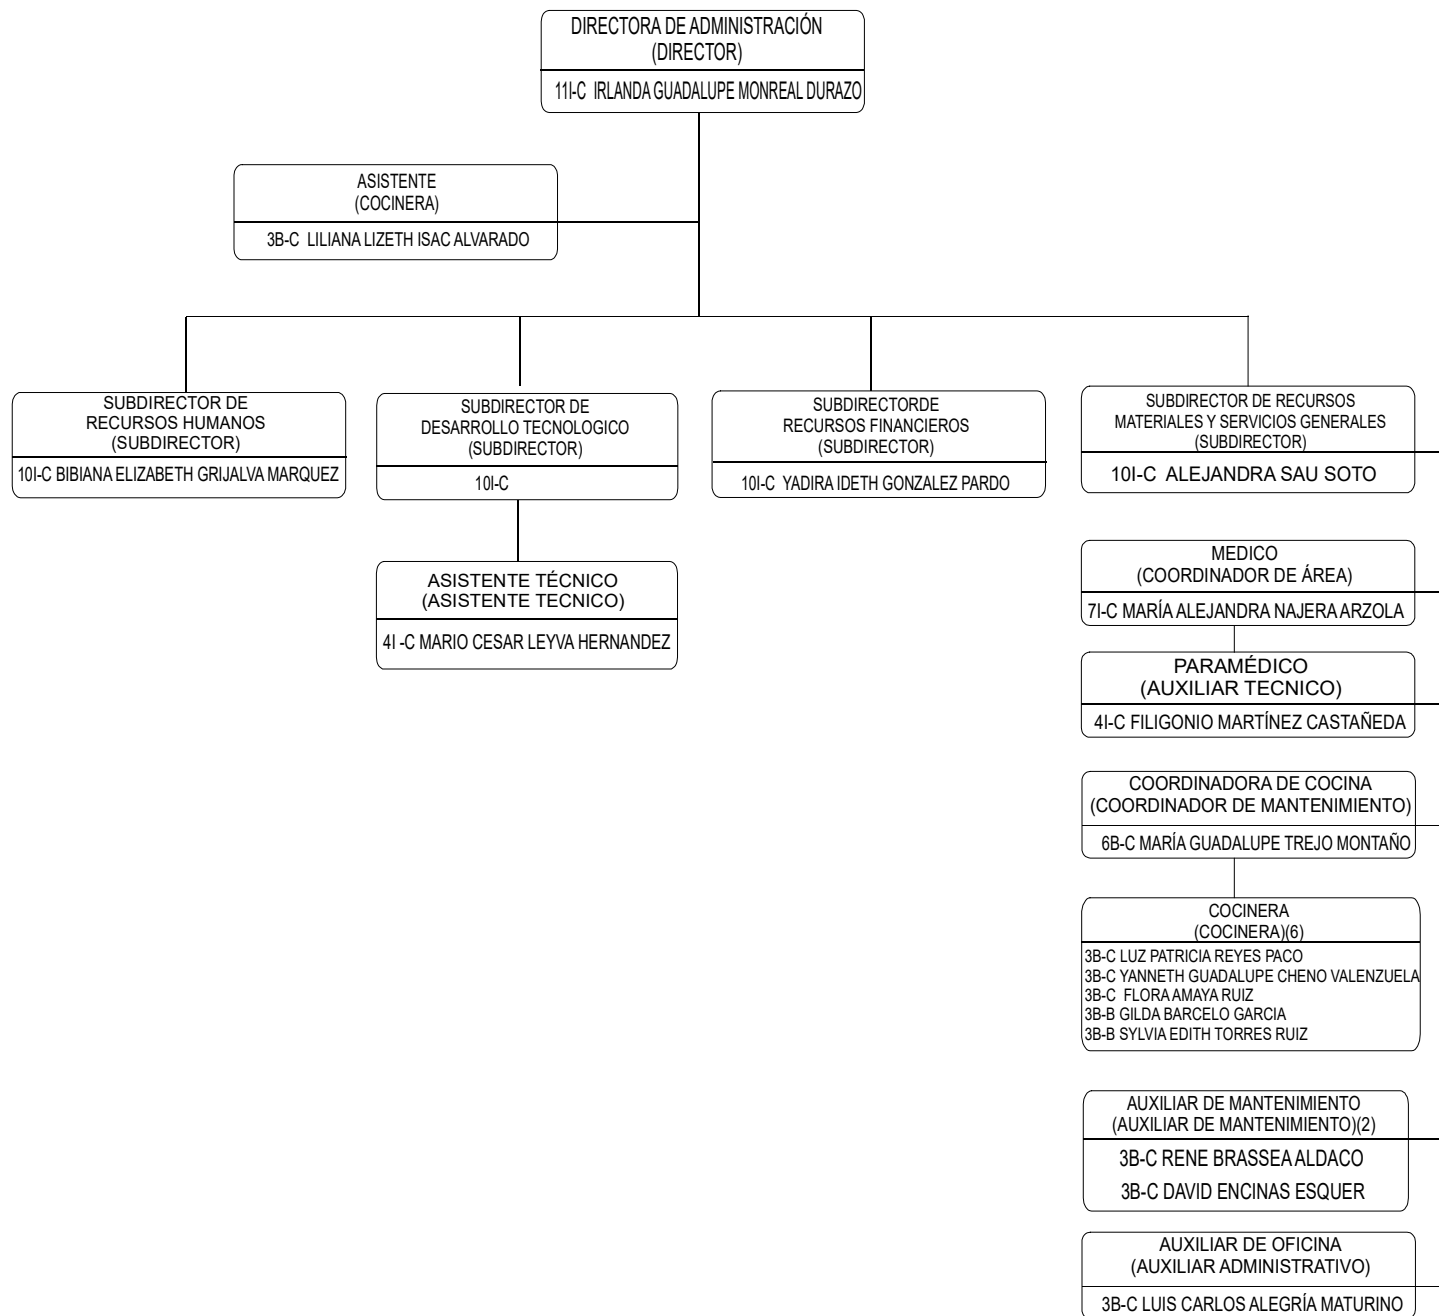 DIRECTORA DE ADMINISTRACIÓN
(DIRECTOR)
11I-C IRLANDA GUADALUPE MONREAL DURAZO
ASISTENTE
(COCINERA)
3B-C LILIANA LIZETH ISAC ALVARADO
SUBDIRECTOR DE
RECURSOS HUMANOS
(SUBDIRECTOR)
10I-C BIBIANA ELIZABETH GRIJALVA MARQUEZ
SUBDIRECTOR DE
DESARROLLO TECNOLOGICO
(SUBDIRECTOR)
10I-C
ASISTENTE TÉCNICO
(ASISTENTE TECNICO)
4I -C MARIO CESAR LEYVA HERNANDEZ
SUBDIRECTORDE
RECURSOS FINANCIEROS
(SUBDIRECTOR)
10I-C YADIRA IDETH GONZALEZ PARDO
SUBDIRECTOR DE RECURSOS
MATERIALES Y SERVICIOS GENERALES
(SUBDIRECTOR)
10I-C ALEJANDRA SAU SOTO
MEDICO
(COORDINADOR DE ÁREA)
7I-C MARÍA ALEJANDRA NAJERA ARZOLA
PARAMÉDICO
(AUXILIAR TECNICO)
4I-C FILIGONIO MARTÍNEZ CASTAÑEDA
COORDINADORA DE COCINA
(COORDINADOR DE MANTENIMIENTO)
6B-C MARÍA GUADALUPE TREJO MONTAÑO
COCINERA
(COCINERA)(6)
3B-C LUZ PATRICIA REYES PACO
3B-C YANNETH GUADALUPE CHENO VALENZUELA
3B-C FLORA AMAYA RUIZ
3B-B GILDA BARCELO GARCIA
3B-B SYLVIA EDITH TORRES RUIZ
AUXILIAR DE MANTENIMIENTO
(AUXILIAR DE MANTENIMIENTO)(2)
3B-C RENE BRASSEA ALDACO
3B-C DAVID ENCINAS ESQUER
AUXILIAR DE OFICINA
(AUXILIAR ADMINISTRATIVO)
3B-C LUIS CARLOS ALEGRÍA MATURINO